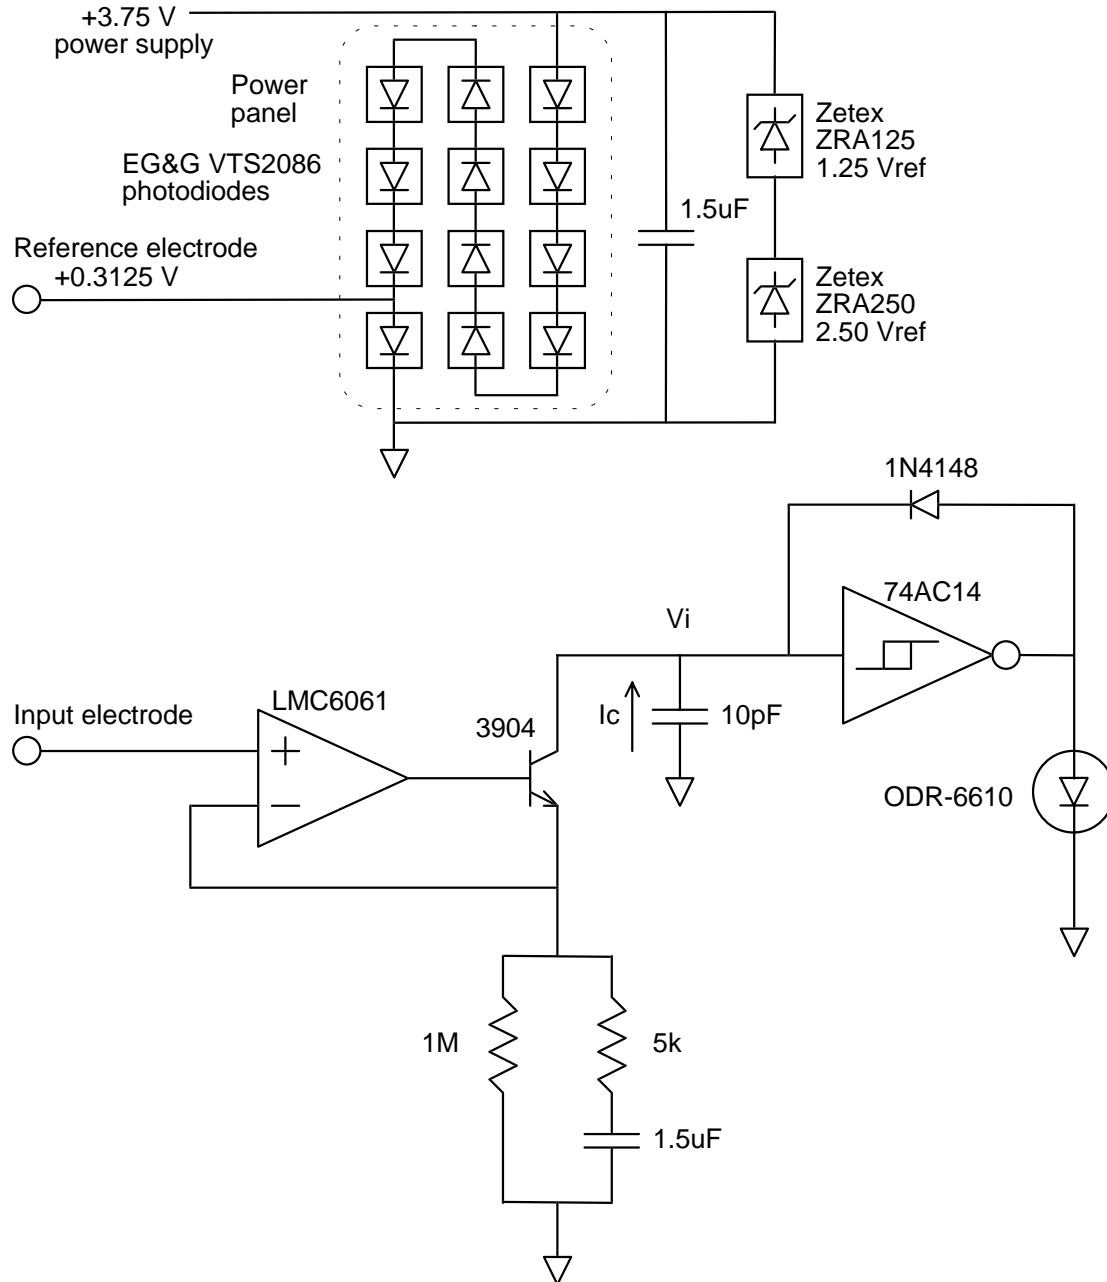 +3.75 V
power supply
Power
panel
EG&G VTS2086
photodiodes
Reference electrode
+0.3125 V
1.5uF
Zetex
ZRA125
1.25 Vref
Zetex
ZRA250
2.50 Vref
1N4148
74AC14
Vi
LMC6061
Input electrode
3904
Ic
10pF
ODR-6610
1M
5k
1.5uF